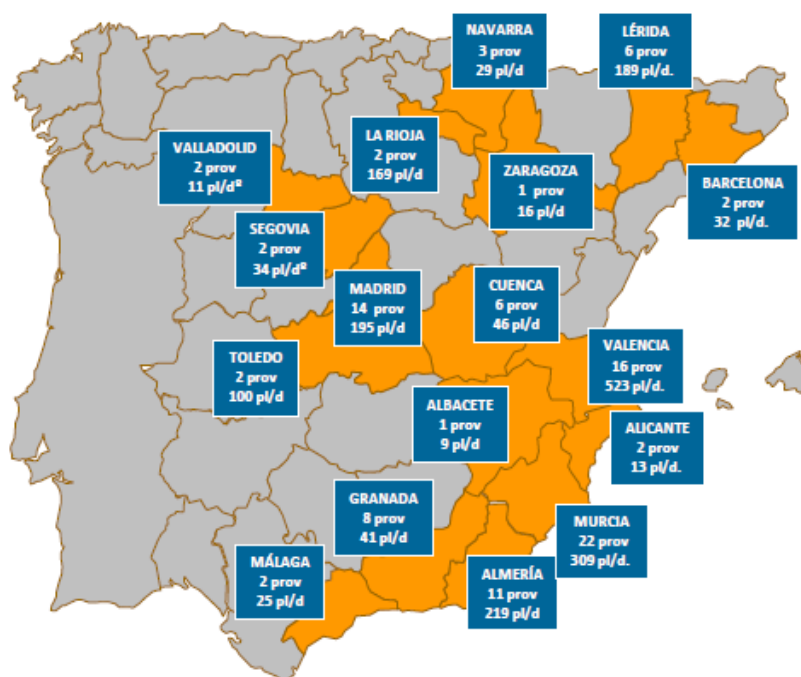 NAVARRA
3 prov
29 pl/d
LÉRIDA
6 prov
189 pl/d.
LA RIOJA
2 prov
169 pl/d
VALLADOLID
2 prov
11 pl/dº
ZARAGOZA
1 prov
16 pl/d
BARCELONA
2 prov
32 pl/d.
SEGOVIA
2 prov
34 pl/dº
MADRID
14 prov
195 pl/d
CUENCA
6 prov
46 pl/d
TOLEDO
2 prov
100 pl/d
VALENCIA
16 prov
523 pl/d.
ALBACETE
1 prov
9 pl/d
ALICANTE
2 prov
13 pl/d.
GRANADA
8 prov
41 pl/d
MURCIA
22 prov
309 pl/d.
MÁLAGA
2 prov
25 pl/d
ALMERÍA
11 prov
219 pl/d